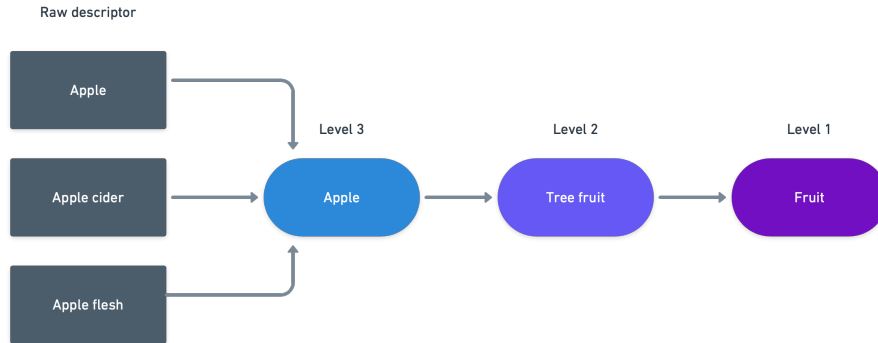 Raw descriptor
Apple
Level 3
Level 2
Level 1
Apple cider
Apple
Tree fruit
Fruit
Apple flesh